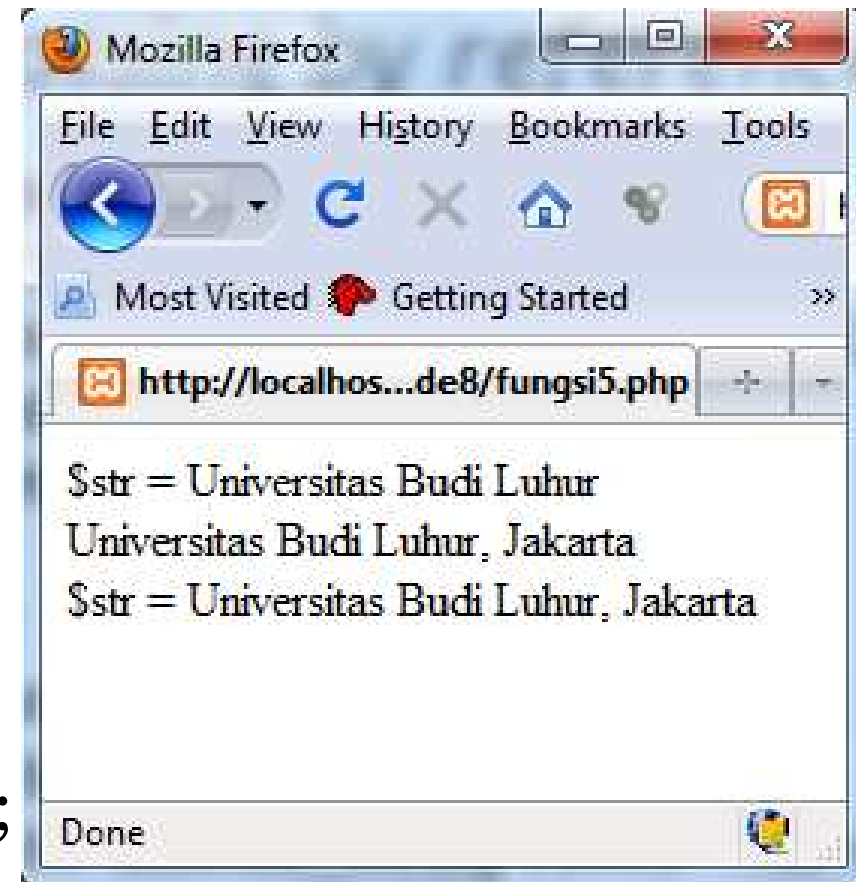 Mozilla Firefox
File Edit View History Bookmarks Tools
Most Visited Getting Started »
http://localhos...de8/fungsi5.php
$str = Universitas Budi Luhur
Universitas Budi Luhur, Jakarta
$str = Universitas Budi Luhur, Jakarta
;
Done